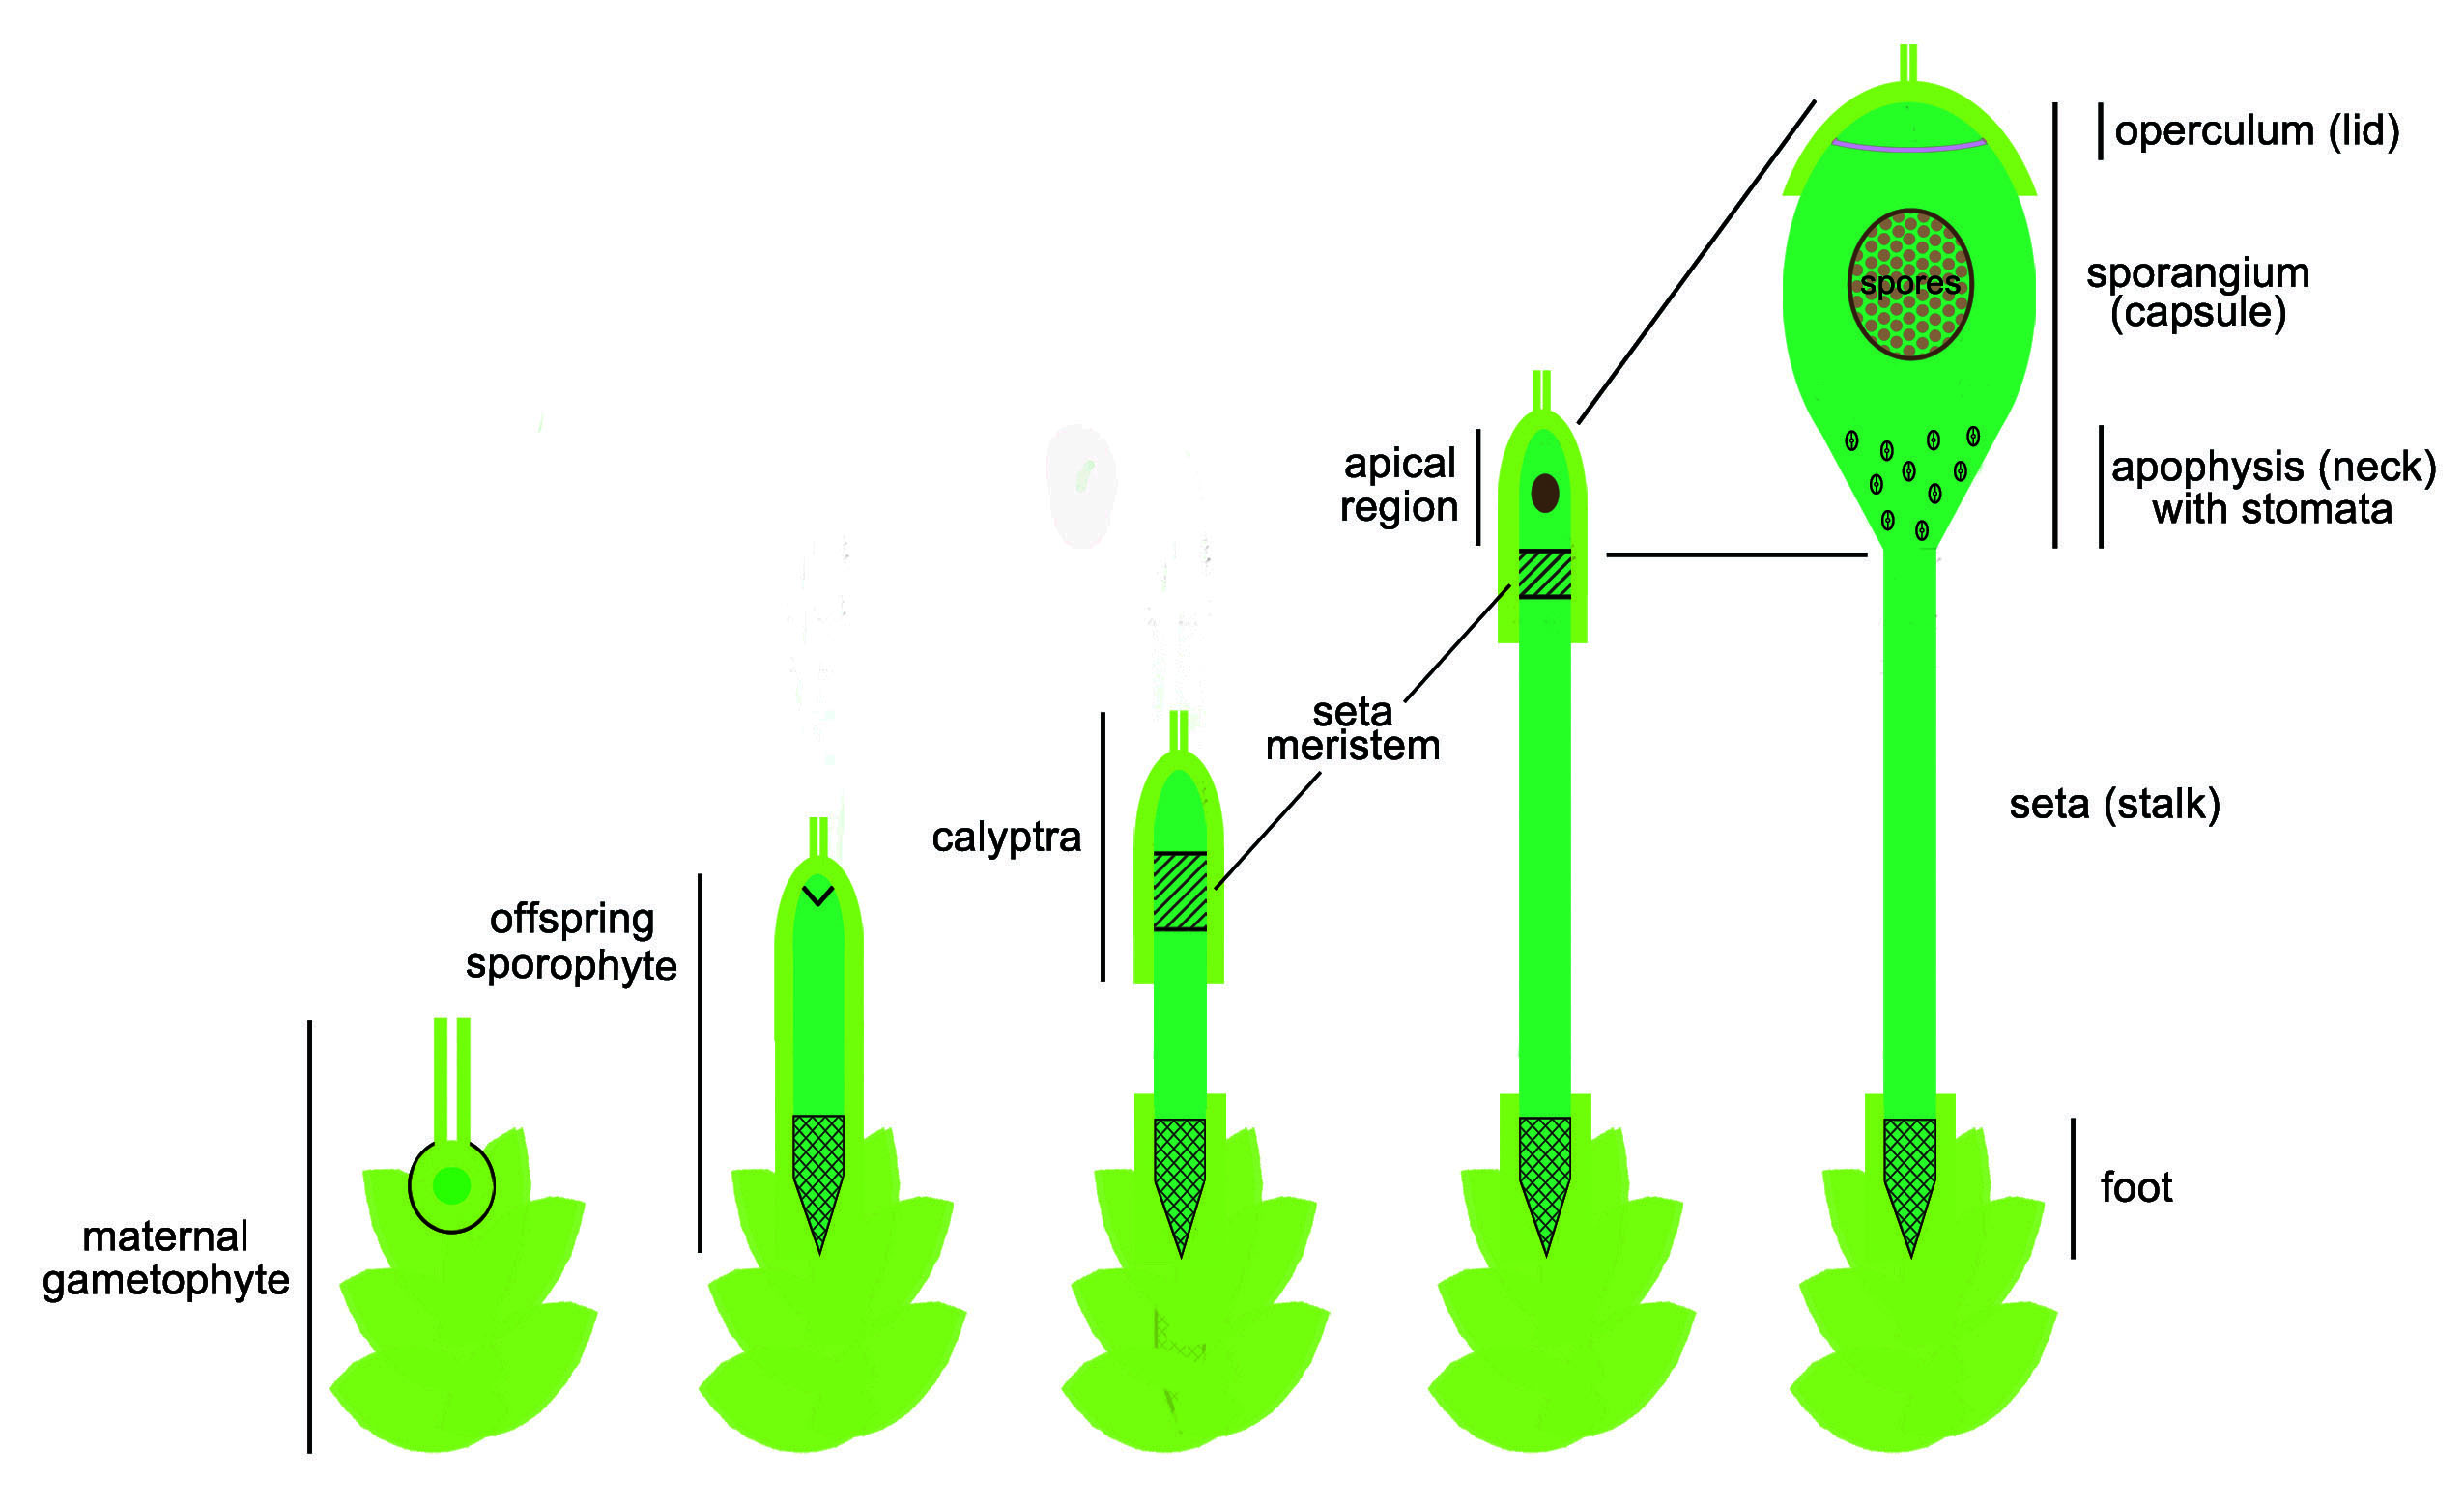 operculum (lid)
sporangium
(capsule)
spores
apophysis (neck)
with stomata
apical
region
seta
meristem
seta (stalk)
calyptra
offspring
sporophyte
foot
maternal
gametophyte